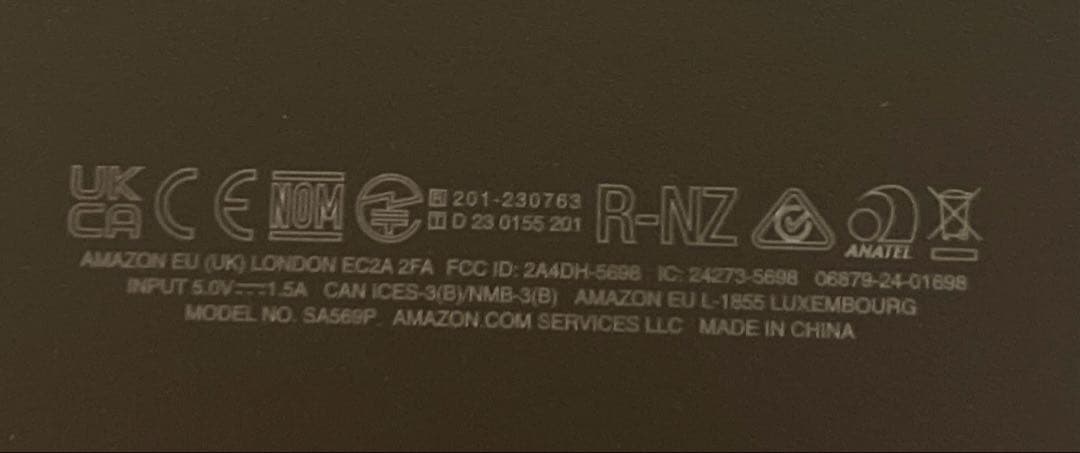 UK CA CE NOM R 201-230763 R-NZ
T D 23 0155 201 ANATEL
AMAZON EU (UK) LONDON EC2A 2FA FCC ID: 2A4DH-5698 IC: 24273-5698 06879-24-01698
INPUT 5.0V⎓1.5A CAN ICES-3(B)/NMB-3(B) AMAZON EU L-1855 LUXEMBOURG
MODEL NO. SA569P AMAZON.COM SERVICES LLC MADE IN CHINA